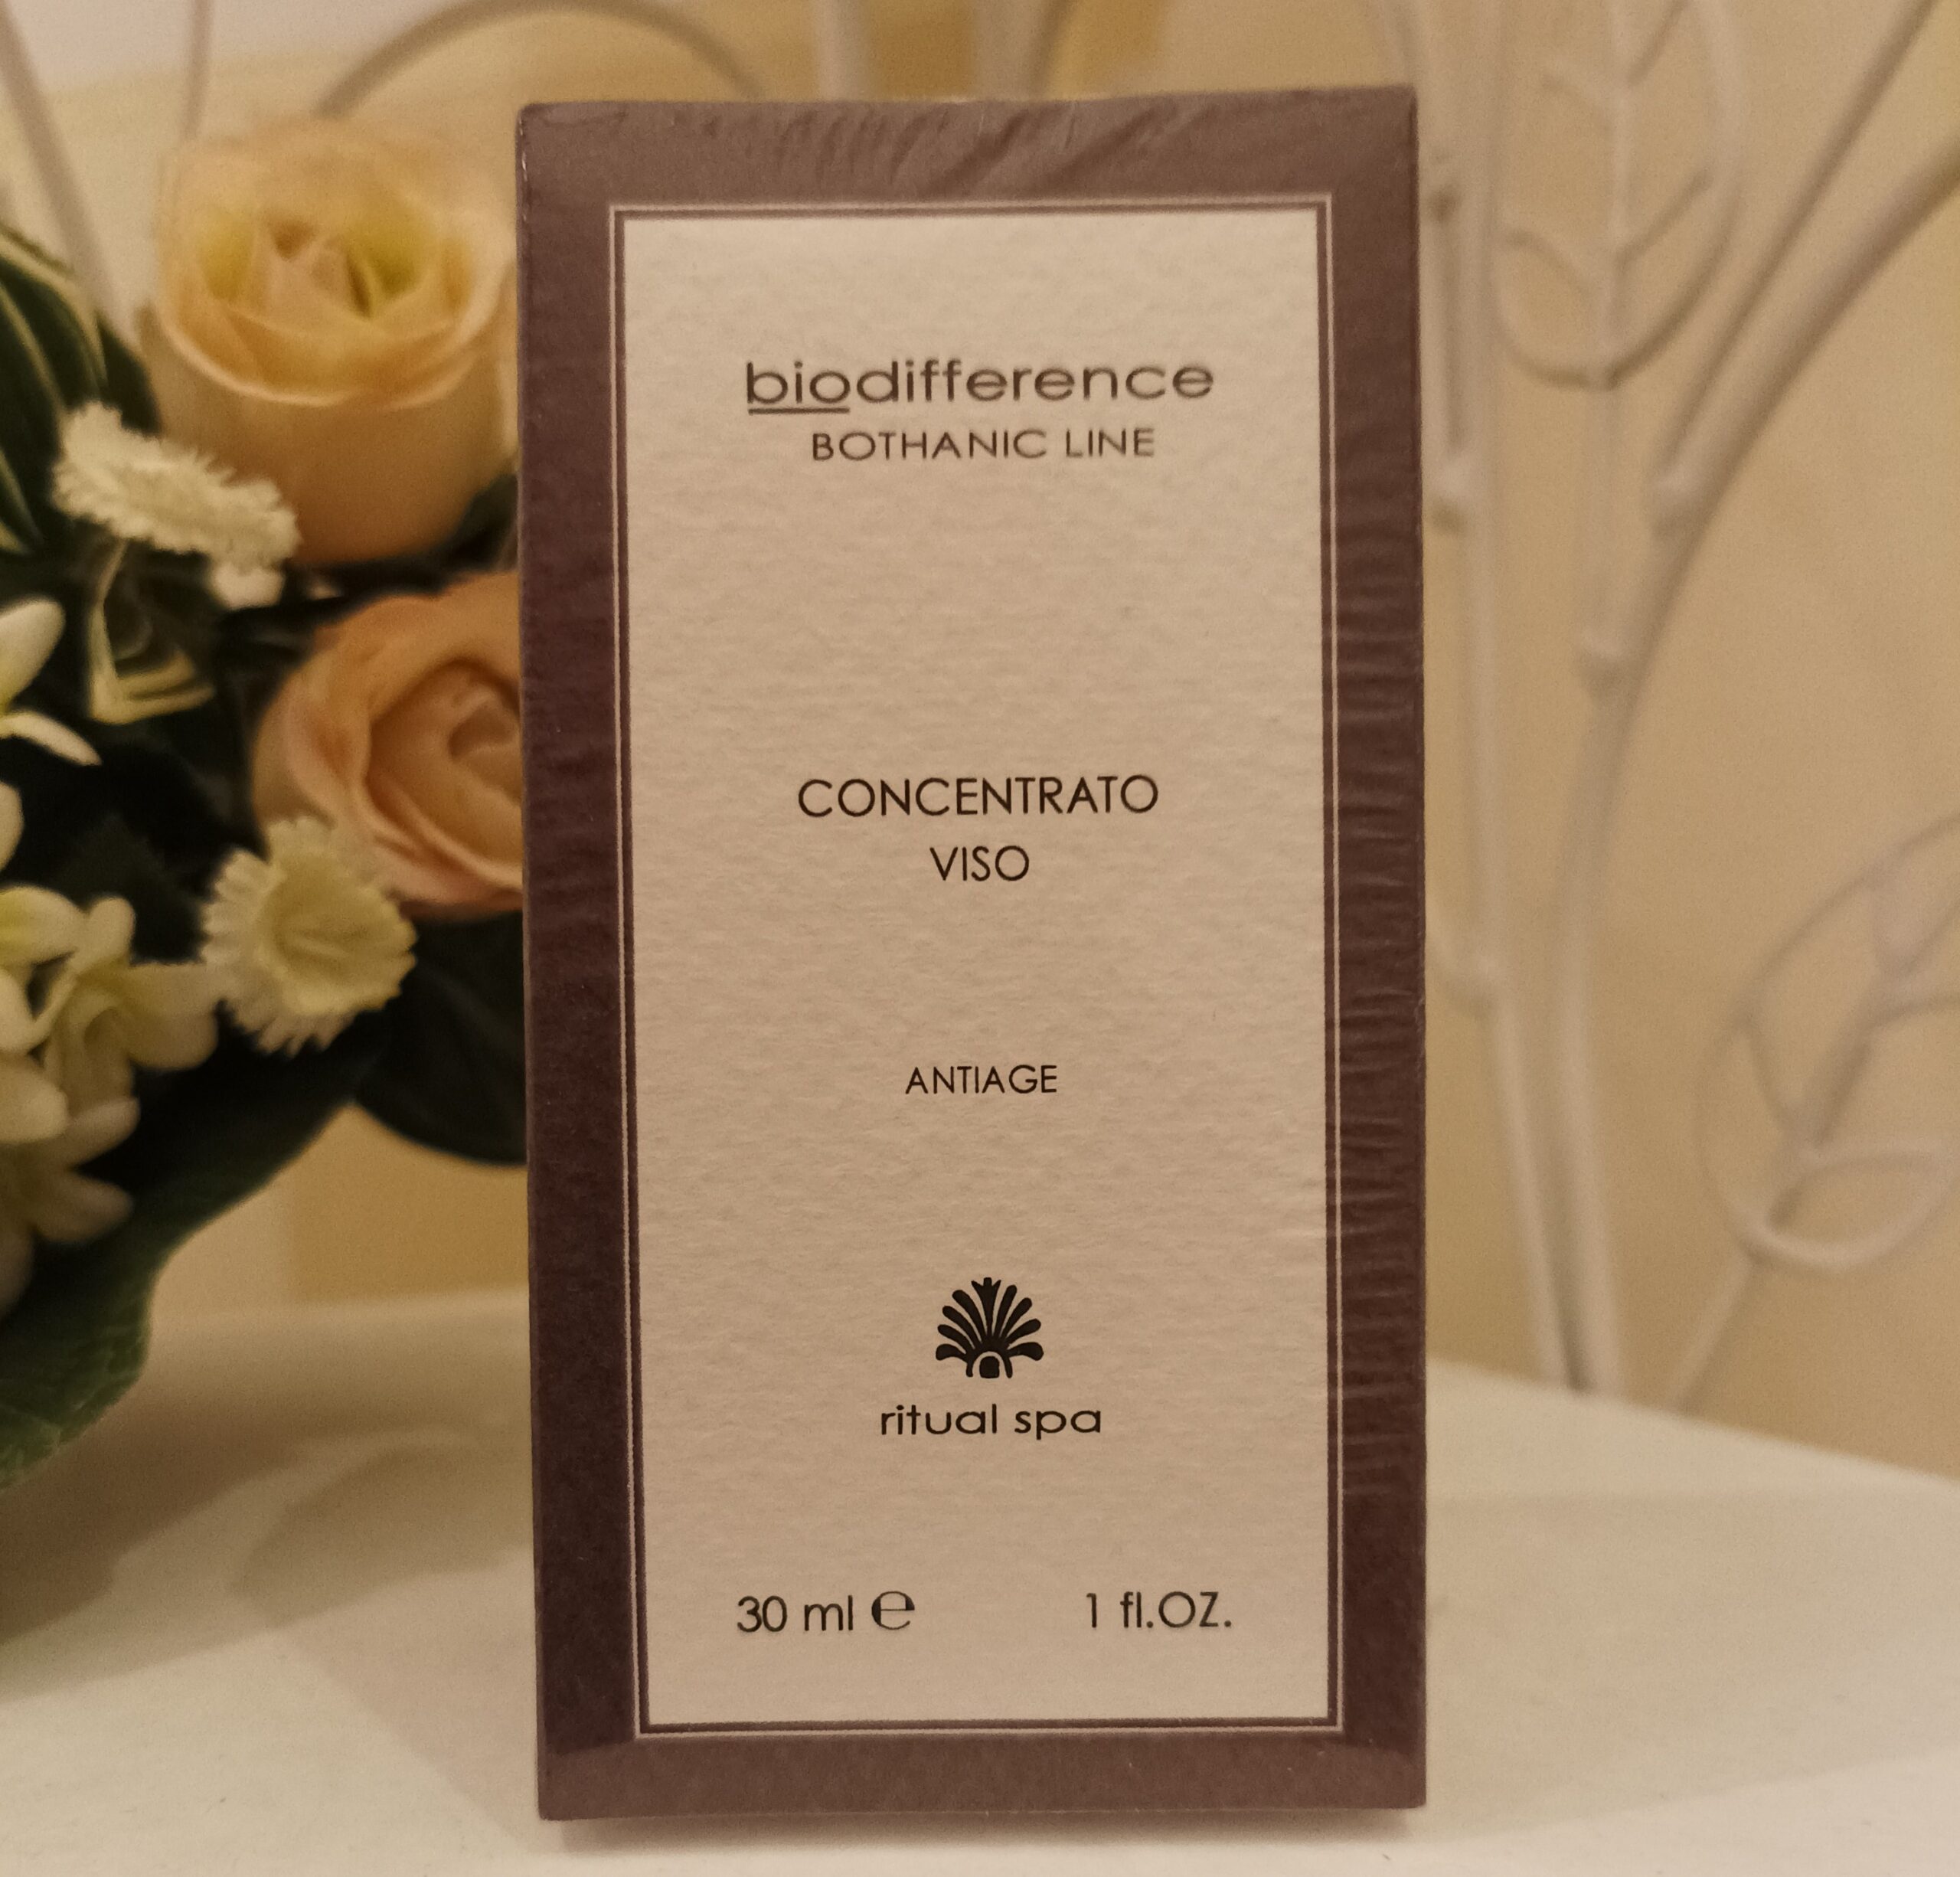 biodifference
BOTHANIC LINE
CONCENTRATO
VISO
ANTIAGE
ritual spa
30 ml ℮ 1 fl.OZ.